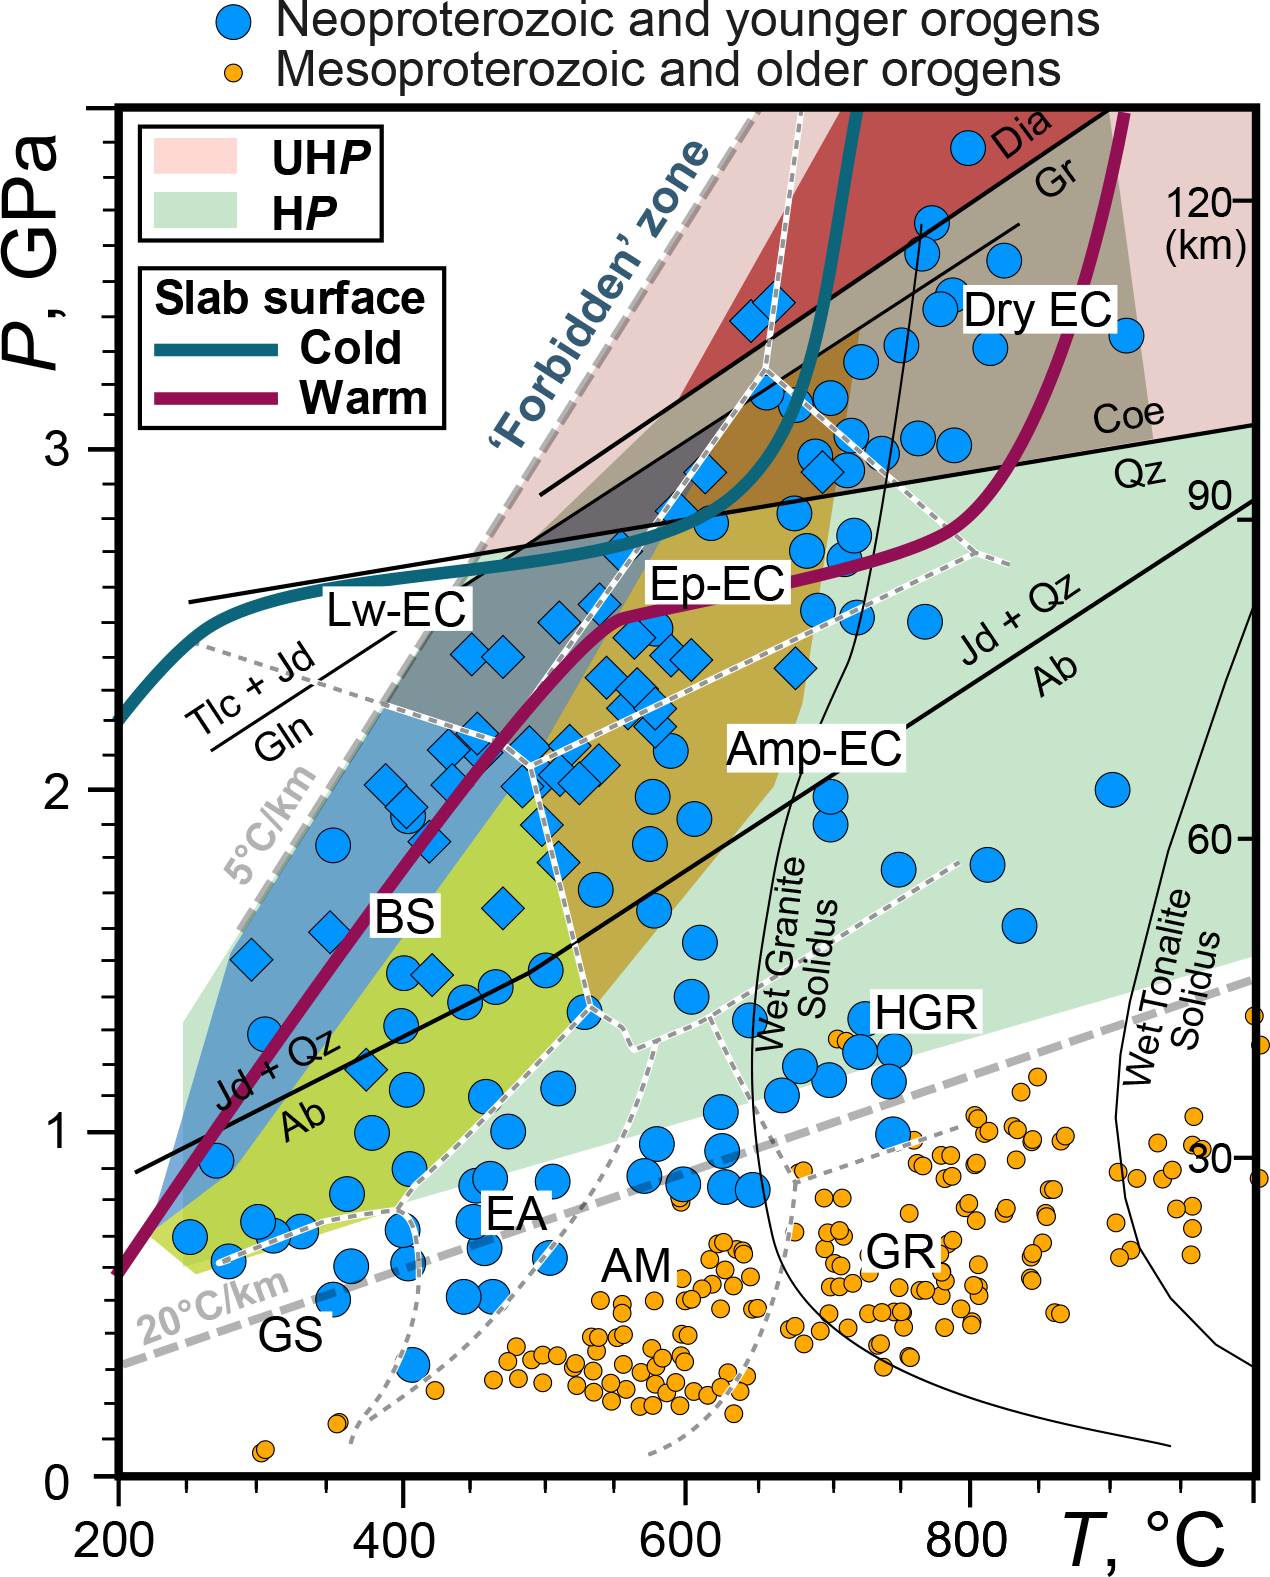 Neoproterozoic and younger orogens
Mesoproterozoic and older orogens
P, GPa
UHP
HP
Slab surface
Cold
Warm
‘Forbidden’ zone
Dia
Gr
120
(km)
Dry EC
Coe
Qz
3
90
Ep-EC
Lw-EC
Jd + Qz
Ab
Tlc + Jd
Gln
5°C/km
Amp-EC
2
60
BS
Wet Granite
Solidus
Wet Tonalite
Solidus
HGR
Jd + Qz
Ab
1
30
EA
AM
GR
20°C/km
GS
0
200
400
600
800
T, °C